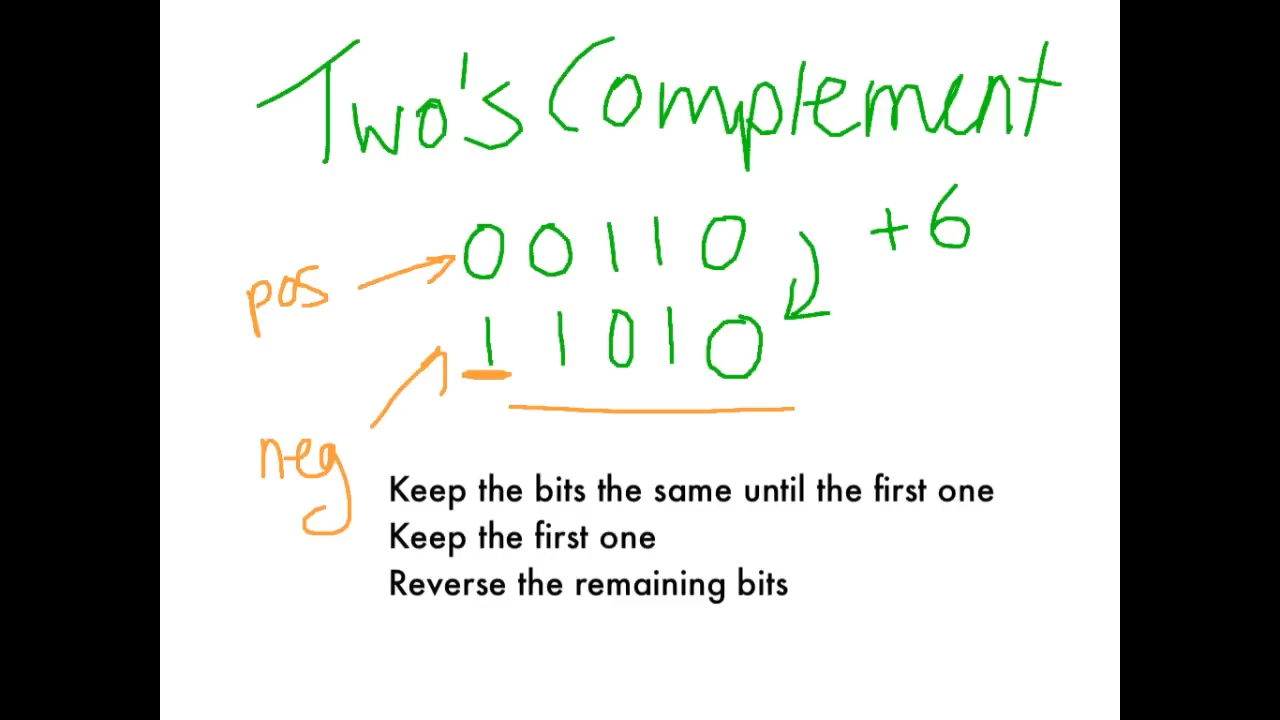 Two's Complement
00110 +6
pos
11010
neg
Keep the bits the same until the first one
Keep the first one
Reverse the remaining bits